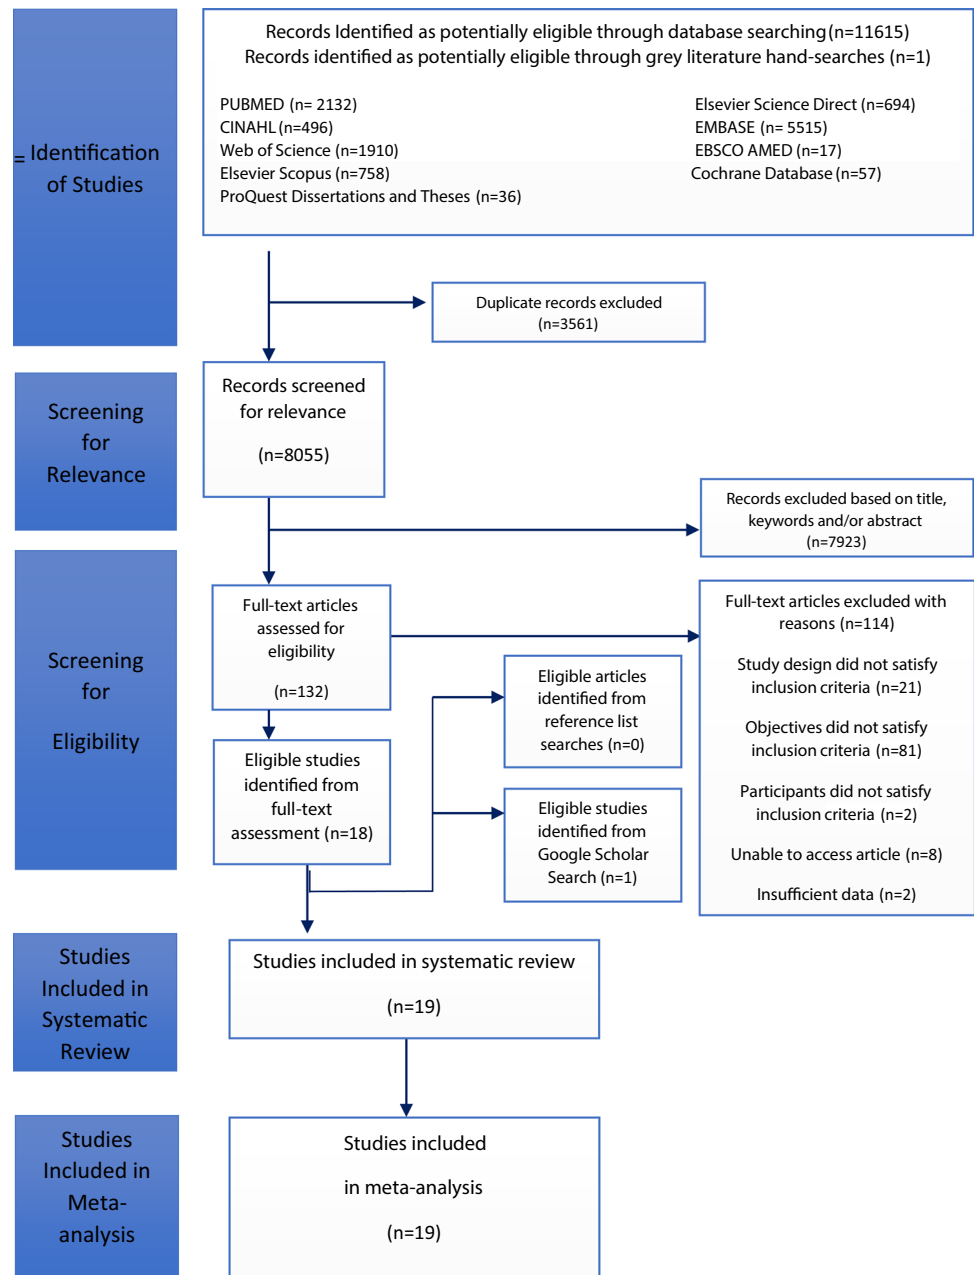 Records Identified as potentially eligible through database searching(n=11615)
Records identified as potentially eligible through grey literature hand-searches (n=1)
PUBMED (n= 2132)
CINAHL(n=496)
Web of Science(n=1910)
Elsevier Scopus(n=758)
ProQuest Dissertations and Theses (n=36)
Elsevier Science Direct(n=694)
EMBASE (n= 5515)
EBSCO AMED(n=17)
Cochrane Database(n=57)
= Identification
of Studies
Duplicate records excluded
(n=3561)
Screening
for
Relevance
Records screened
for relevance
(n=8055)
Records excluded based on title,
keywords and/or abstract
(n=7923)
Screening
for
Eligibility
Full-text articles
assessed for
eligibility
(n=132)
Full-text articles excluded with
reasons (n=114)
Study design did not satisfy
inclusion criteria (n=21)
Objectives did not satisfy
inclusion criteria (n=81)
Participants did not satisfy
inclusion criteria (n=2)
Unable to access article(n=8)
Insufficient data (n=2)
Eligible articles
identified from
reference list
searches (n=0)
Eligible studies
identified from
full-text
assessment (n=18)
Eligible studies
identified from
Google Scholar
Search (n=1)
Studies
Included in
Systematic
Review
Studies included in systematic review
(n=19)
Studies
Included in
Meta-
analysis
Studies included
in meta-analysis
(n=19)